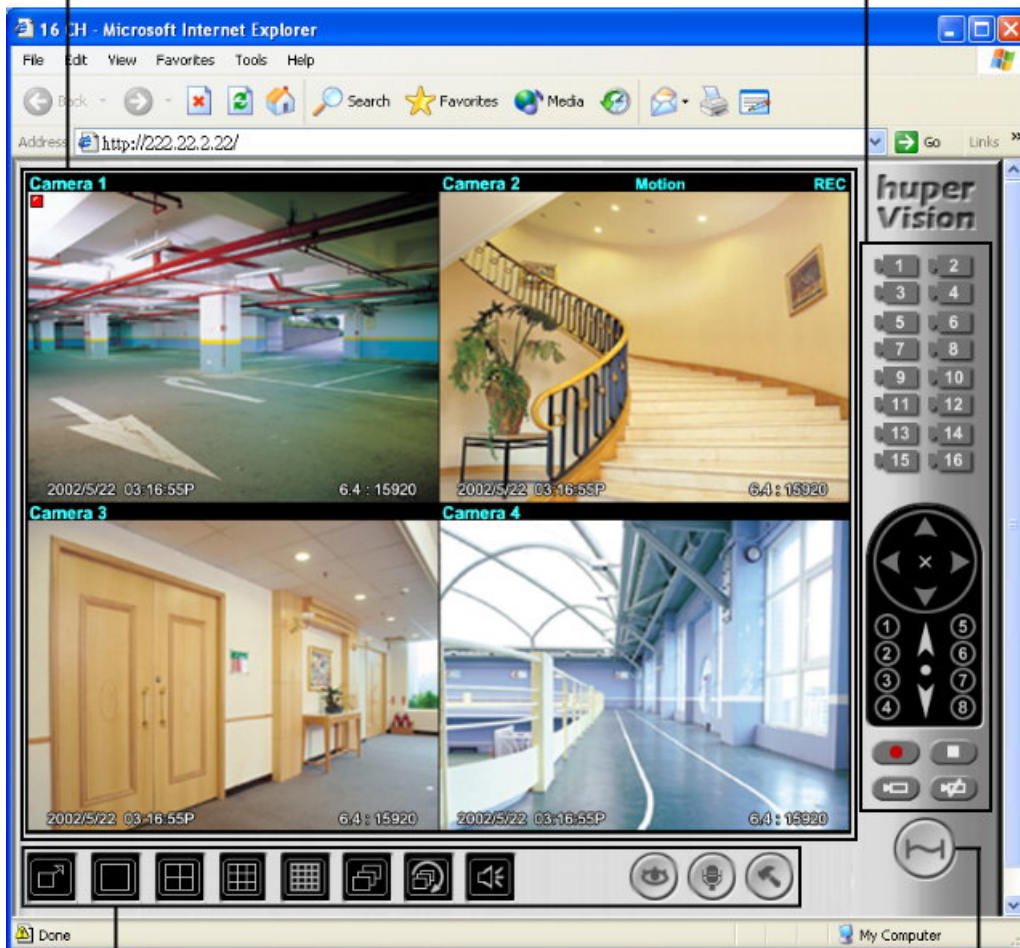 16 CH - Microsoft Internet Explorer
File Edit View Favorites Tools Help
Back Search Favorites Media
Address http://222.22.2.22/ Go Links »
Camera 1
Camera 2 Motion REC
2002/5/22 03:16:55P 6.4 : 15920
2002/5/22 03:16:55P 6.4 : 15920
Camera 3
Camera 4
2002/5/22 03:16:55P 6.4 : 15920
2002/5/22 03:16:55P 6.4 : 15920
huper
Vision
1 2
3 4
5 6
7 8
9 10
11 12
13 14
15 16
1 5
2 6
3 7
4 8
Done My Computer